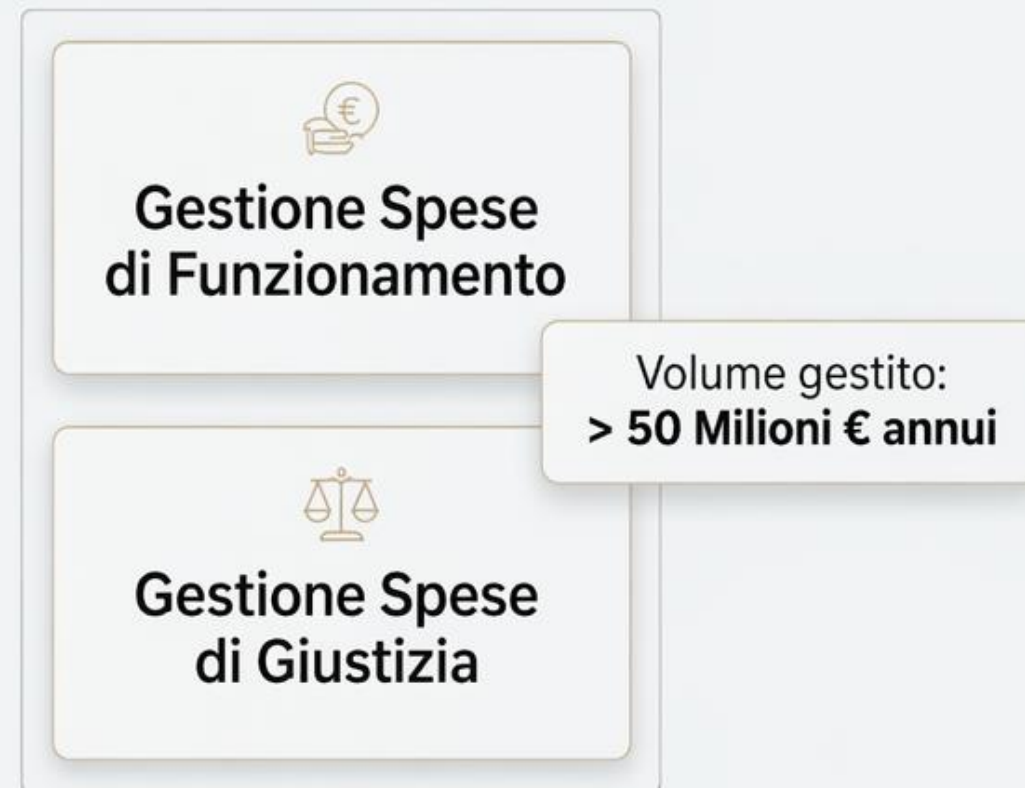 €
Gestione Spese
di Funzionamento
Volume gestito:
> 50 Milioni € annui
Gestione Spese
di Giustizia